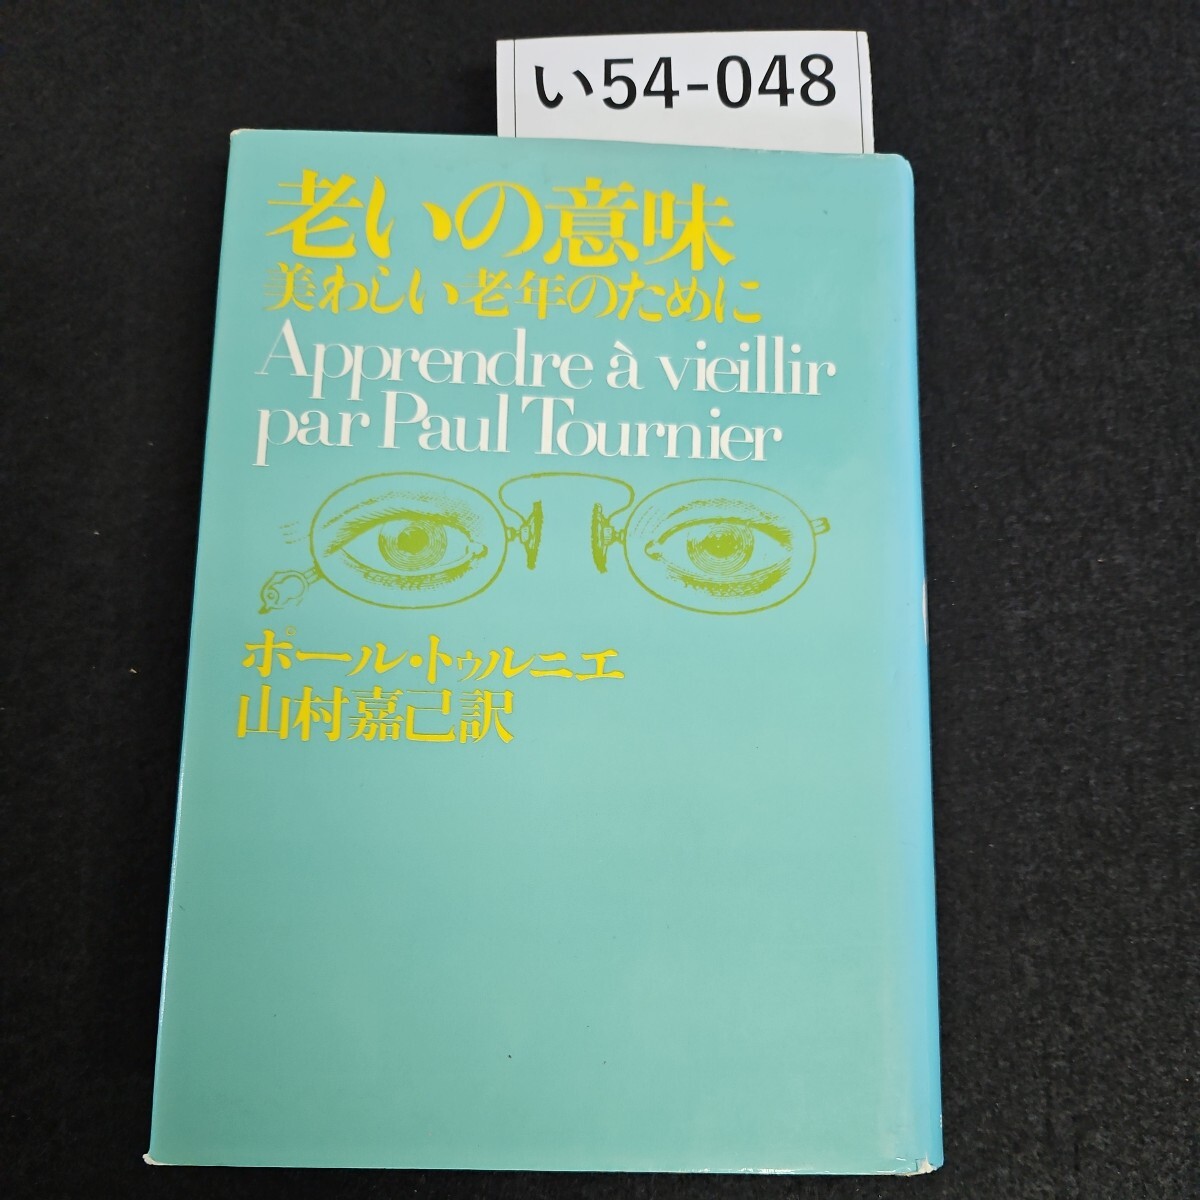 い54-048
老いの意味
美わしい老年のために
Apprendre à vieillir
par Paul Tournier
ポール・トゥルニエ
山村嘉己訳